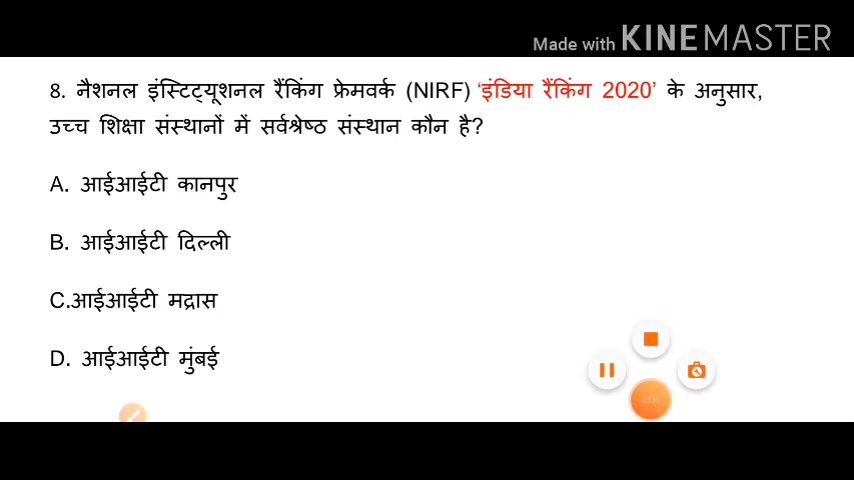 Made with KINEMASTER
8. नैशनल इंस्टिट्यूशनल रैंकिंग फ्रेमवर्क (NIRF) ‘इंडिया रैंकिंग 2020’ के अनुसार,
उच्च शिक्षा संस्थानों में सर्वश्रेष्ठ संस्थान कौन है?
A. आईआईटी कानपुर
B. आईआईटी दिल्ली
C.आईआईटी मद्रास
D. आईआईटी मुंबई